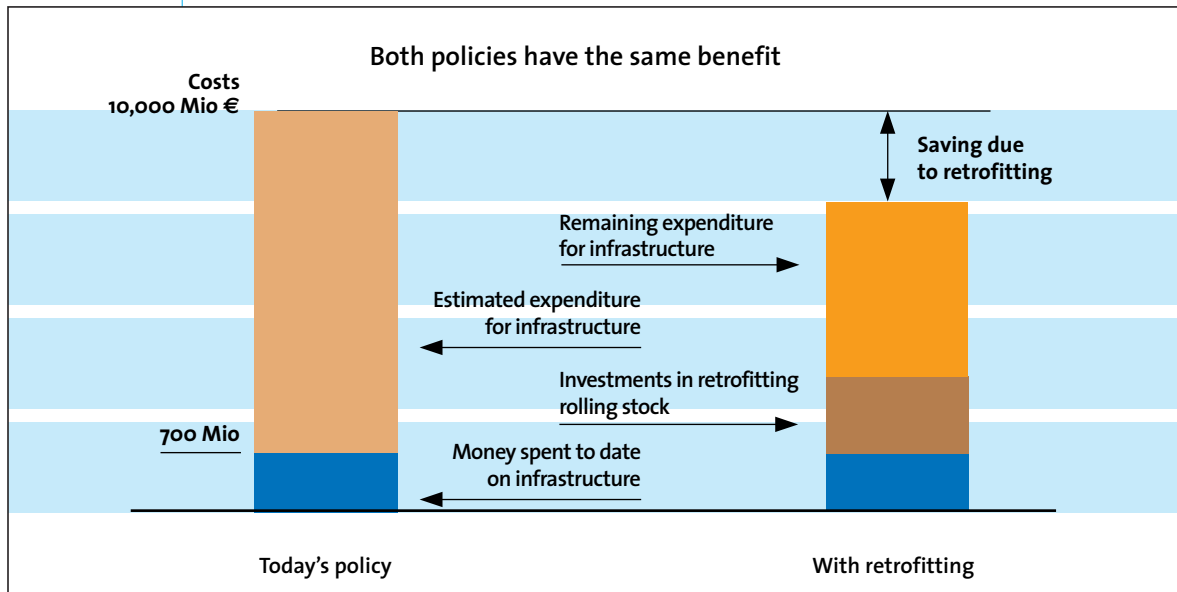 Both policies have the same benefit
Costs
10,000 Mio €
Saving due
to retrofitting
Remaining expenditure
for infrastructure
Estimated expenditure
for infrastructure
Investments in retrofitting
rolling stock
700 Mio
Money spent to date
on infrastructure
Today’s policy
With retrofitting